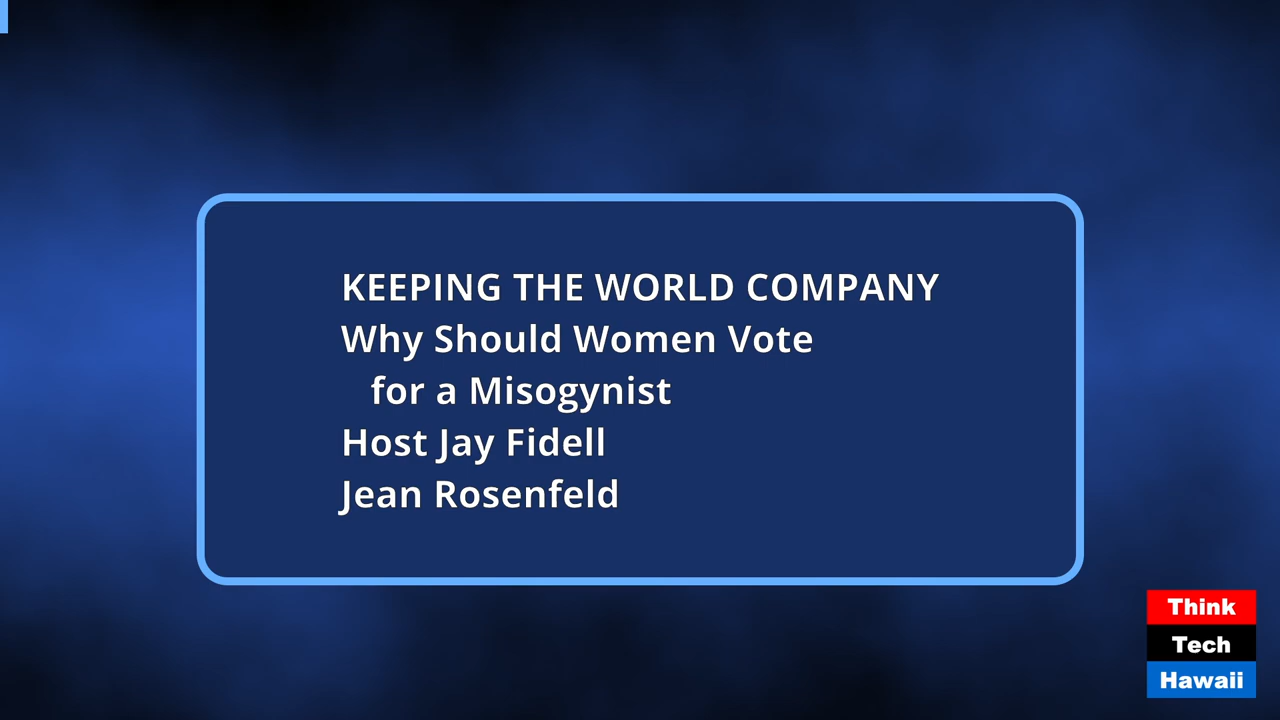 KEEPING THE WORLD COMPANY
Why Should Women Vote
for a Misogynist
Host Jay Fidell
Jean Rosenfeld
Think
Tech
Hawaii